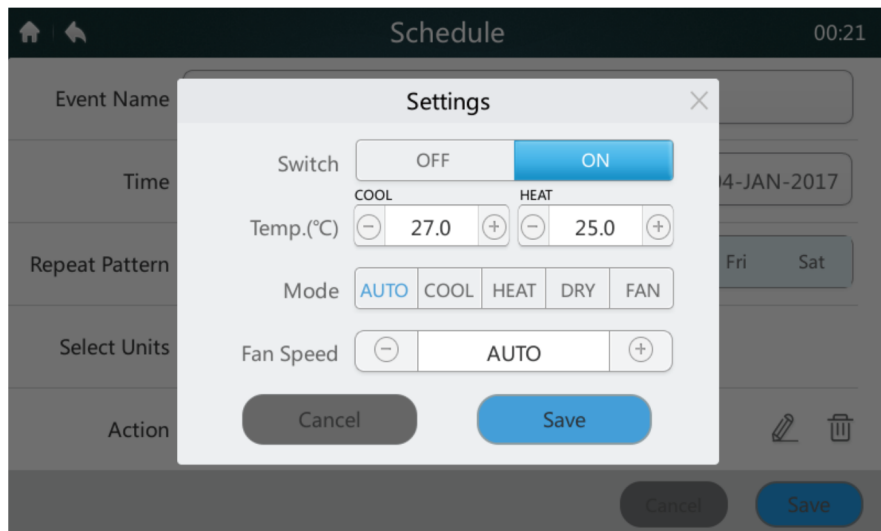 Schedule 00:21
Event Name
Settings
Switch OFF ON
Time 04-JAN-2017
COOL HEAT
Temp.(°C) 27.0 25.0
Repeat Pattern Fri Sat
Mode AUTO COOL HEAT DRY FAN
Select Units
Fan Speed AUTO
Action
Cancel Save
Cancel Save